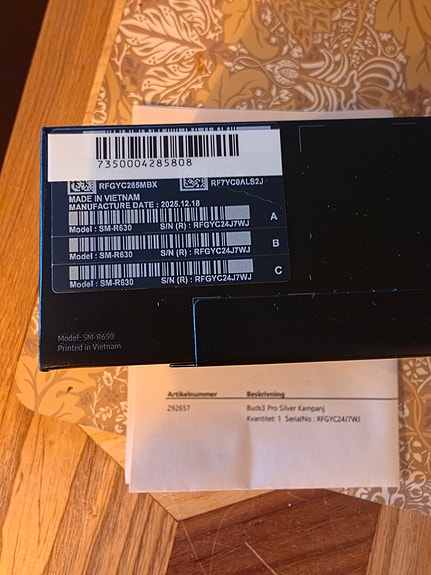 7350004285808
RFGYC285MBX RF7YC0ALS2J
MADE IN VIETNAM
MANUFACTURE DATE : 2025.12.18
A
Model : SM-R630 S/N (R) : RFGYC24J7WJ
B
Model : SM-R630 S/N (R) : RFGYC24J7WJ
C
Model : SM-R630 S/N (R) : RFGYC24J7WJ
Model: SM-R630
Printed in Vietnam
Artikelnummer Beskrivning
292657 Buds3 Pro Silver Kampanj
Kvantitet: 1 SerialNo : RFGYC24J7WJ